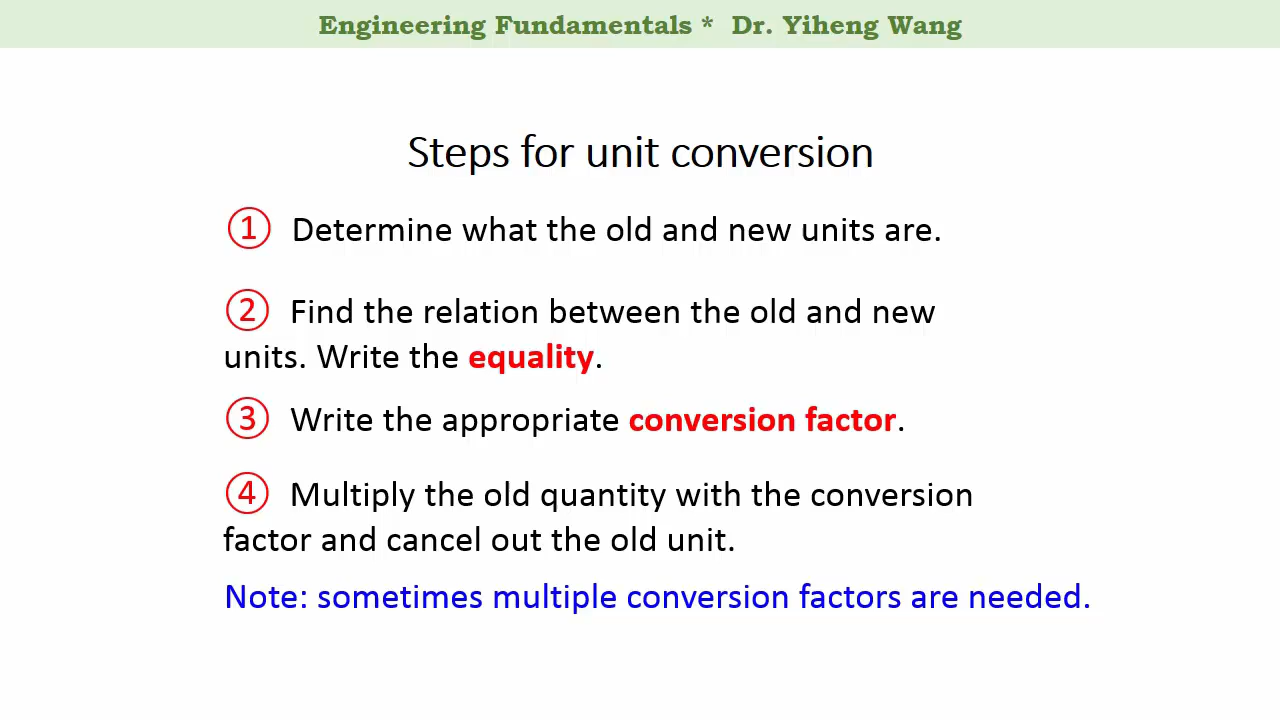 Engineering Fundamentals * Dr. Yiheng Wang
Steps for unit conversion
① Determine what the old and new units are.
② Find the relation between the old and new
units. Write the equality.
③ Write the appropriate conversion factor.
④ Multiply the old quantity with the conversion
factor and cancel out the old unit.
Note: sometimes multiple conversion factors are needed.